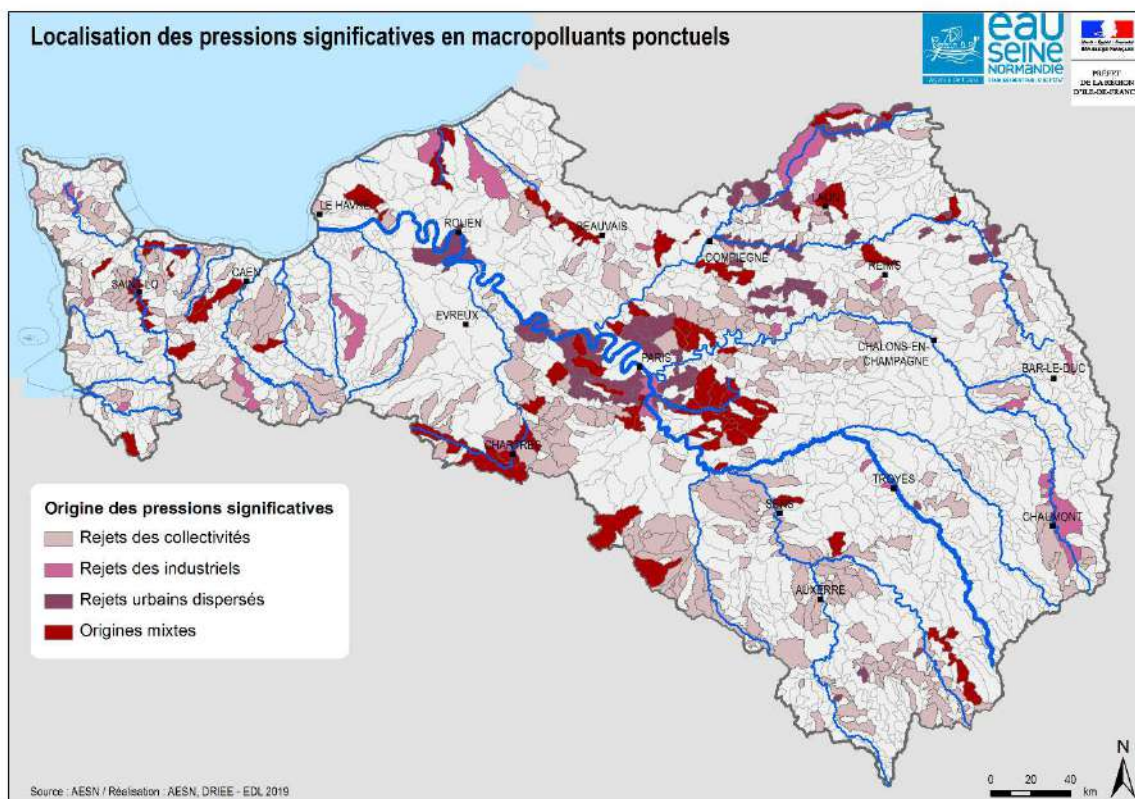 Localisation des pressions significatives en macropolluants ponctuels
eau
SEINE
NORMANDIE
PRÉFET
DE LA RÉGION
D'ILE-DE-FRANCE
LE HAVRE
ROUEN
BEAUVAIS
LAON
COMPIEGNE
REIMS
SAINT-LO
CAEN
EVREUX
PARIS
CHALONS-EN-
CHAMPAGNE
BAR-LE-DUC
CHARTRES
TROYES
SENS
CHAUMONT
AUXERRE
Origine des pressions significatives
Rejets des collectivités
Rejets des industriels
Rejets urbains dispersés
Origines mixtes
Source : AESN / Réalisation : AESN, DRIEE - EDL 2019
N
0 20 40
km